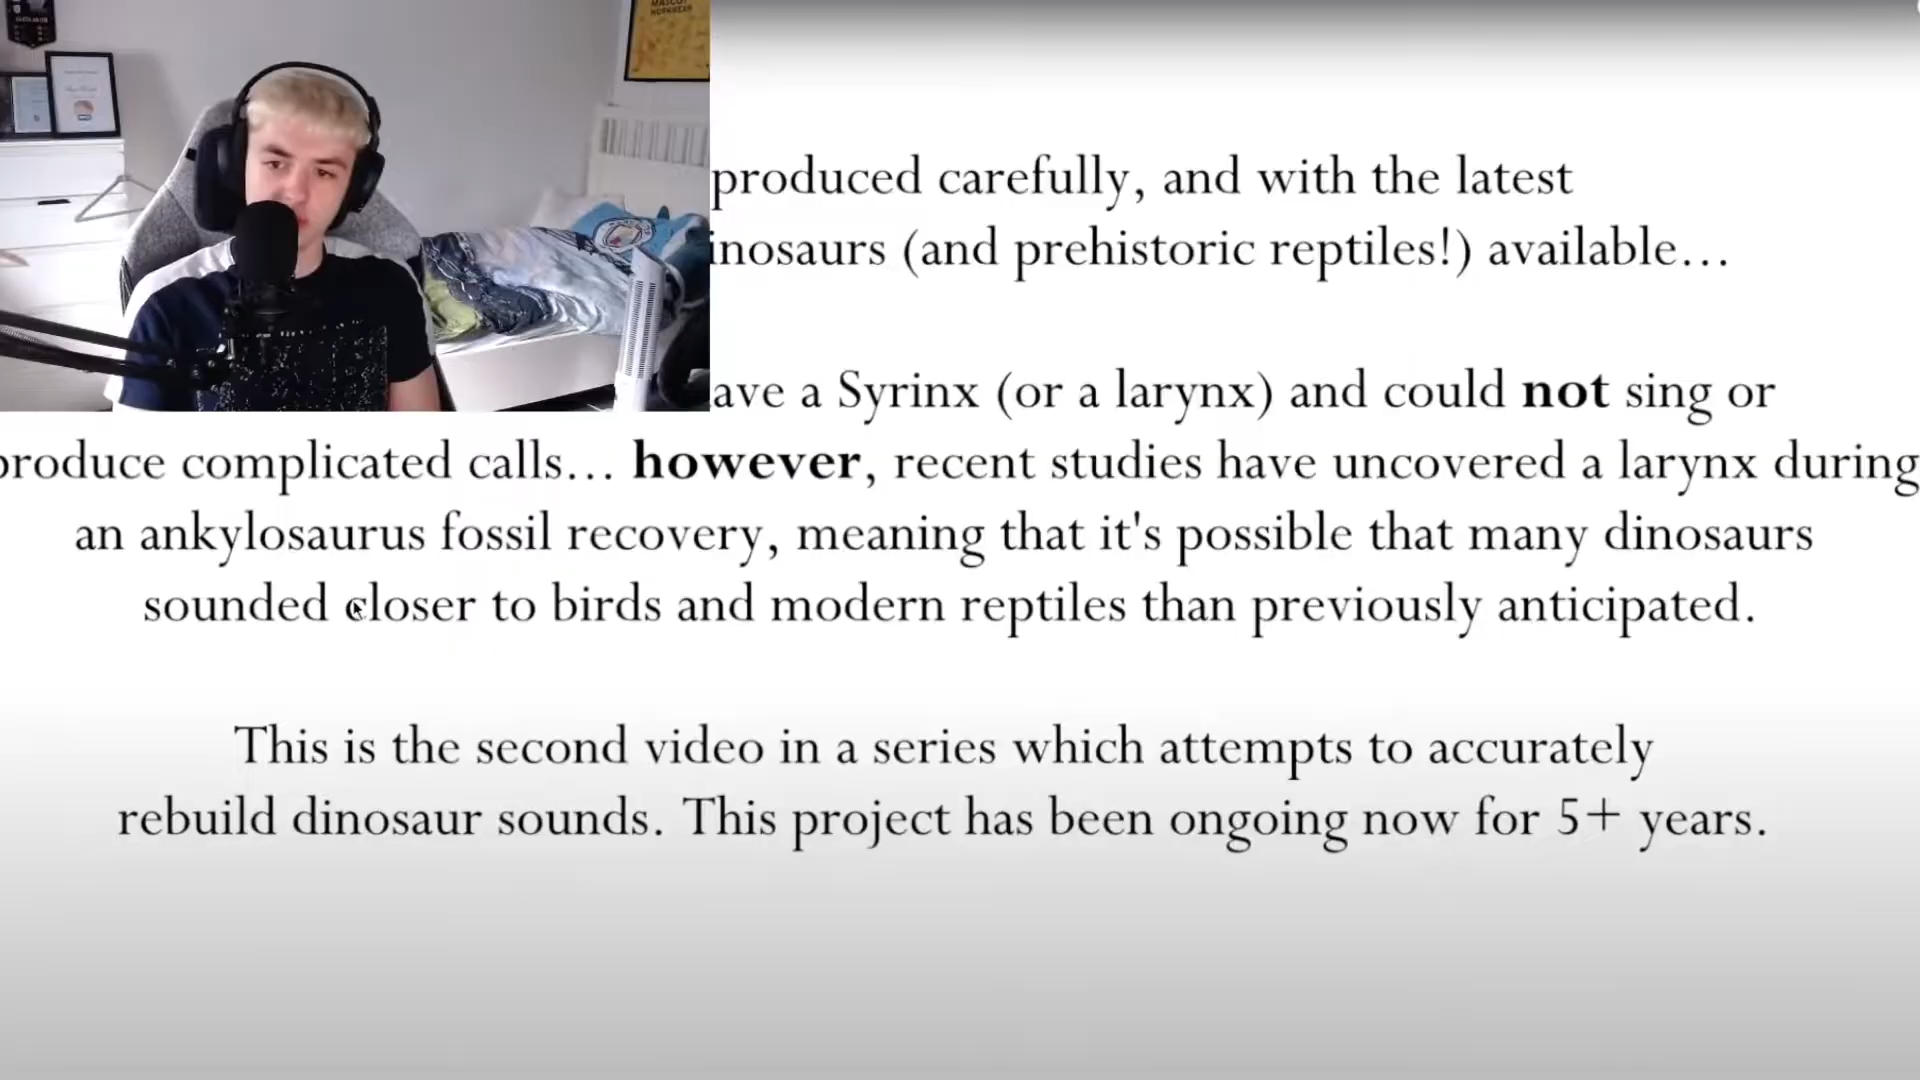 MASCOT
WORKWEAR
produced carefully, and with the latest
inosaurs (and prehistoric reptiles!) available...
ave a Syrinx (or a larynx) and could not sing or
produce complicated calls... however, recent studies have uncovered a larynx during
an ankylosaurus fossil recovery, meaning that it's possible that many dinosaurs
sounded closer to birds and modern reptiles than previously anticipated.
This is the second video in a series which attempts to accurately
rebuild dinosaur sounds. This project has been ongoing now for 5+ years.